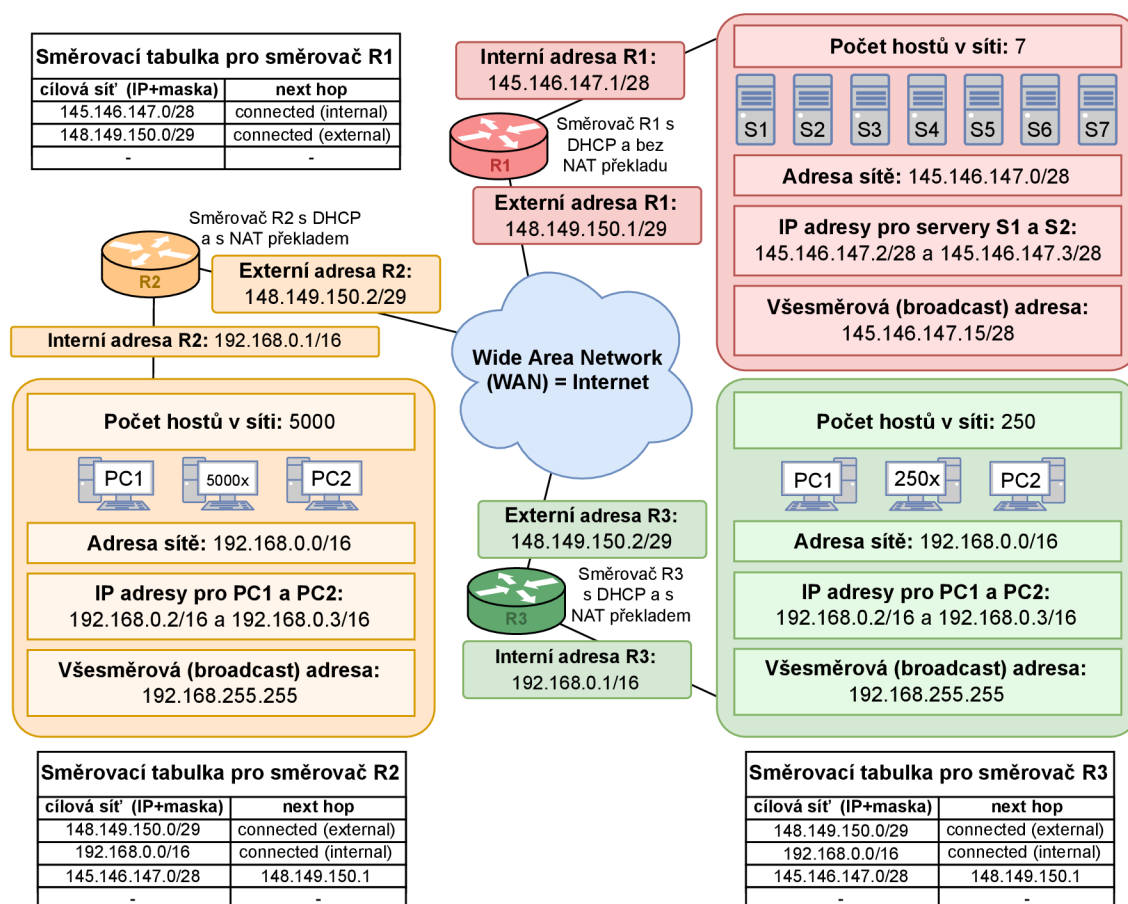 Směrovací tabulka pro směrovač R1
cílová síť (IP+maska) next hop
145.146.147.0/28 connected (internal)
148.149.150.0/29 connected (external)
- -
Interní adresa R1:
145.146.147.1/28
Směrovač R1 s
DHCP a bez
NAT překladu
R1
Externí adresa R1:
148.149.150.1/29
Počet hostů v síti: 7
S1 S2 S3 S4 S5 S6 S7
Adresa sítě: 145.146.147.0/28
IP adresy pro servery S1 a S2:
145.146.147.2/28 a 145.146.147.3/28
Všesměrová (broadcast) adresa:
145.146.147.15/28
Směrovač R2 s DHCP
a s NAT překladem
R2
Externí adresa R2:
148.149.150.2/29
Interní adresa R2: 192.168.0.1/16
Wide Area Network
(WAN) = Internet
Počet hostů v síti: 5000
PC1 5000x PC2
Adresa sítě: 192.168.0.0/16
IP adresy pro PC1 a PC2:
192.168.0.2/16 a 192.168.0.3/16
Všesměrová (broadcast) adresa:
192.168.255.255
Externí adresa R3:
148.149.150.2/29
Směrovač R3
s DHCP a s
NAT překladem
R3
Interní adresa R3:
192.168.0.1/16
Počet hostů v síti: 250
PC1 250x PC2
Adresa sítě: 192.168.0.0/16
IP adresy pro PC1 a PC2:
192.168.0.2/16 a 192.168.0.3/16
Všesměrová (broadcast) adresa:
192.168.255.255
Směrovací tabulka pro směrovač R2
cílová síť (IP+maska) next hop
148.149.150.0/29 connected (external)
192.168.0.0/16 connected (internal)
145.146.147.0/28 148.149.150.1
- -
Směrovací tabulka pro směrovač R3
cílová síť (IP+maska) next hop
148.149.150.0/29 connected (external)
192.168.0.0/16 connected (internal)
145.146.147.0/28 148.149.150.1
- -